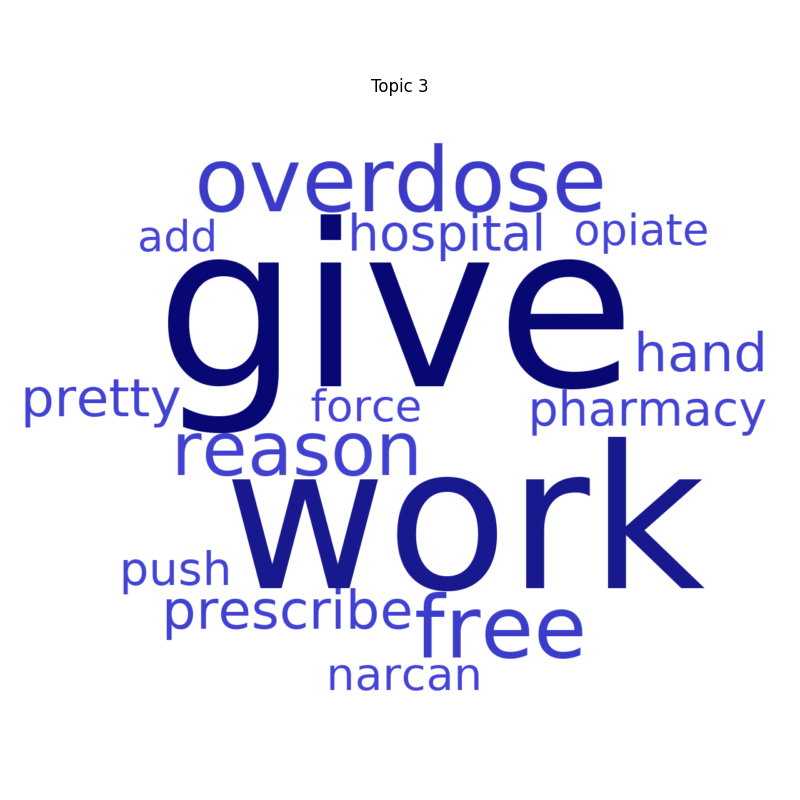 Topic 3
overdose
add hospital opiate
give
hand
pretty force pharmacy
reason
work
push
prescribe free
narcan